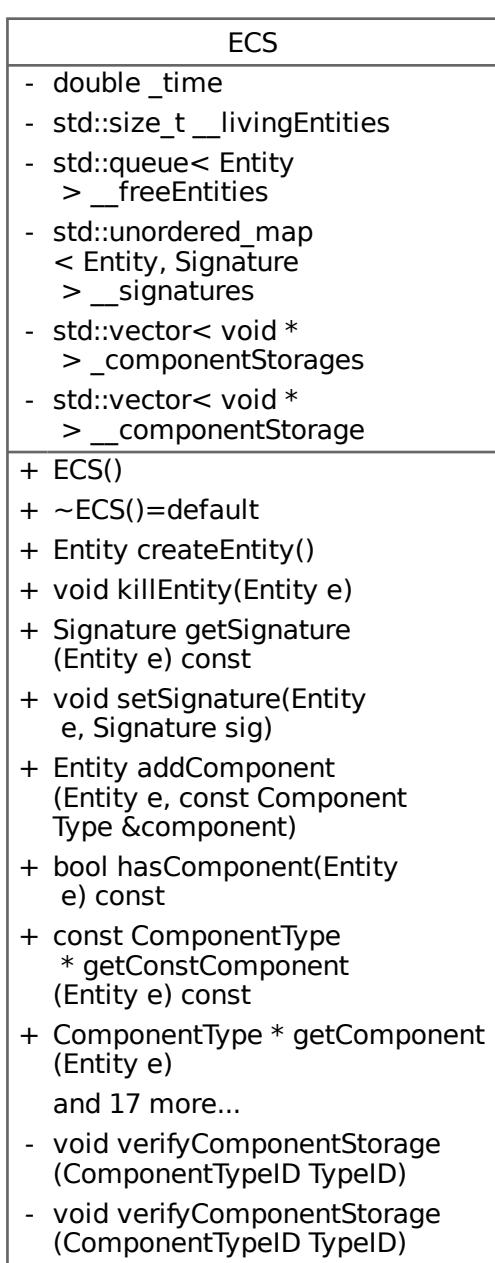 ECS
- double _time
- std::size_t __livingEntities
- std::queue< Entity
> __freeEntities
- std::unordered_map
< Entity, Signature
> __signatures
- std::vector< void *
> _componentStorages
- std::vector< void *
> __componentStorage
+ ECS()
+ ~ECS()=default
+ Entity createEntity()
+ void killEntity(Entity e)
+ Signature getSignature
(Entity e) const
+ void setSignature(Entity
e, Signature sig)
+ Entity addComponent
(Entity e, const Component
Type &component)
+ bool hasComponent(Entity
e) const
+ const ComponentType
* getConstComponent
(Entity e) const
+ ComponentType * getComponent
(Entity e)
and 17 more...
- void verifyComponentStorage
(ComponentTypeID TypeID)
- void verifyComponentStorage
(ComponentTypeID TypeID)